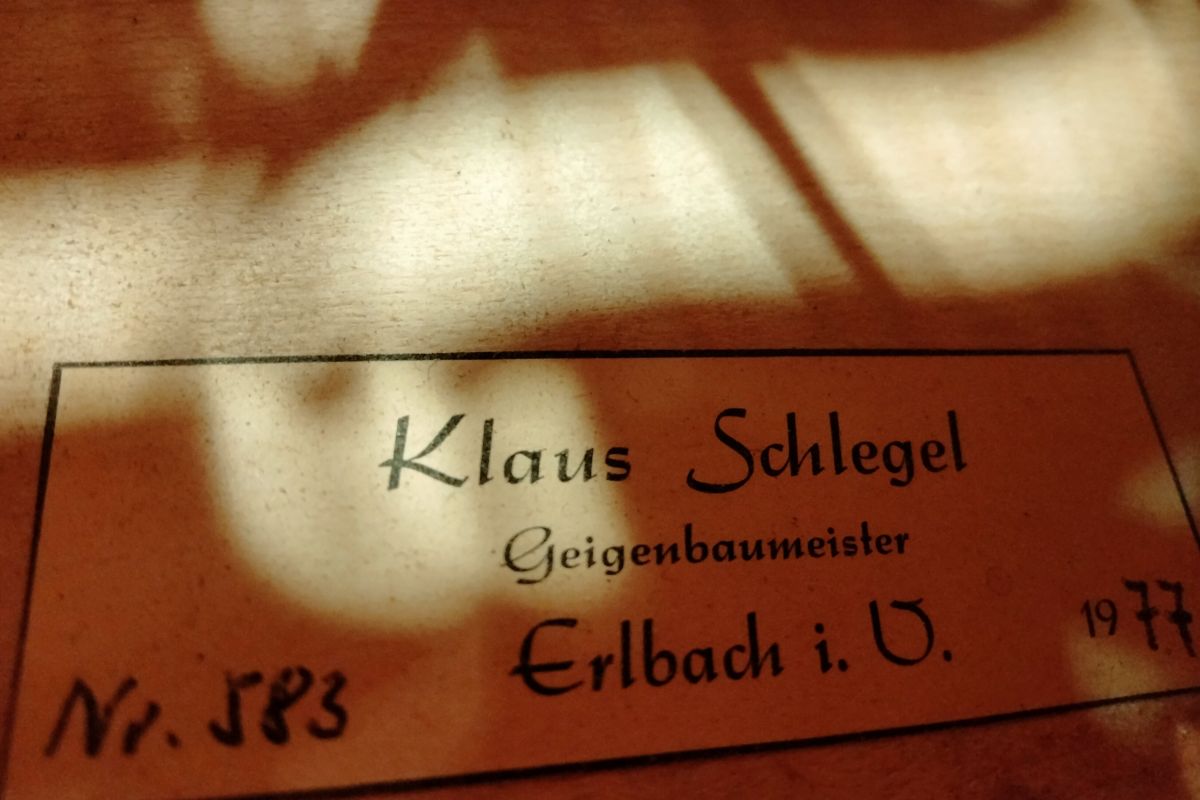 Klaus Schlegel
Geigenbaumeister
Erlbach i. V. 1977
Nr. 583